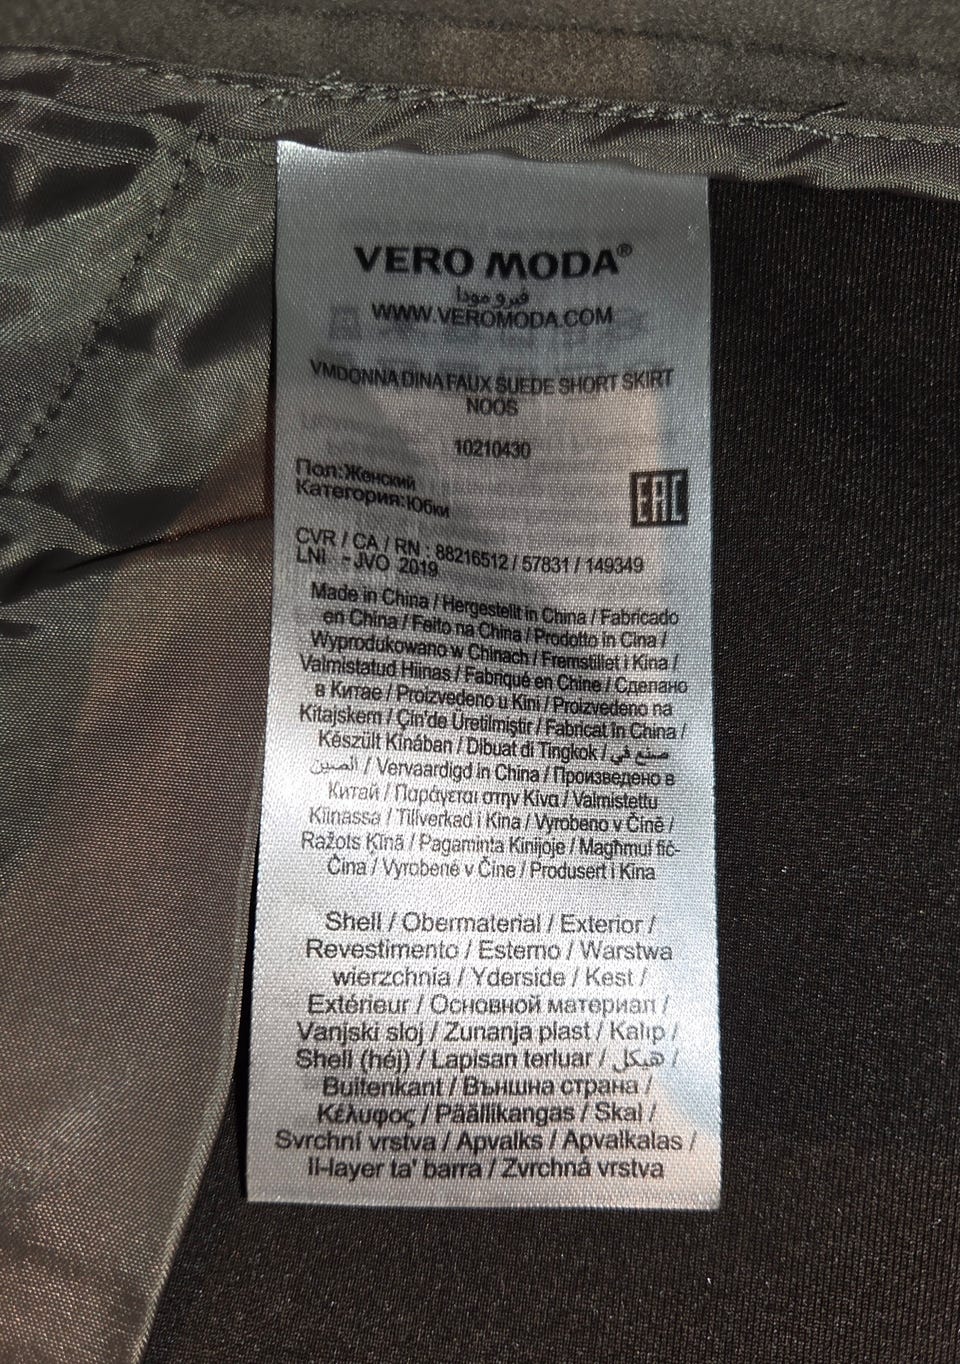 VERO MODA®
فيرو مودا
WWW.VEROMODA.COM
VMDONNADINA FAUX SUEDE SHORT SKIRT
NOOS
10210430
Пол:Женский
Категория:Юбки
EAC
CVR / CA / RN : 88216512 / 57831 / 149349
LNI - JVO 2019
Made in China / Hergestellt in China / Fabricado
en China / Feito na China / Prodotto in Cina /
Wyprodukowano w Chinach / Fremstillet i Kina /
Valmistatud Hiinas / Fabriqué en Chine / Сделано
в Китае / Proizvedeno u Kini / Proizvedeno na
Kitajskem / Çin'de Üretilmiştir / Fabricat în China /
Készült Kínában / Dibuat di Tingkok / صنع في
الصين / Vervaardigd in China / Произведено в
Китай / Παράγεται στην Κίνα / Valmistettu
Kiinassa / Tillverkad i Kina / Vyrobeno v Číně /
Ražots Ķīnā / Pagaminta Kinijoje / Magħmul fiċ-
Ċina / Vyrobené v Číne / Produsert i Kina
Shell / Obermaterial / Exterior /
Revestimento / Esterno / Warstwa
wierzchnia / Yderside / Kest /
Extérieur / Основной материал /
Vanjski sloj / Zunanja plast / Kalıp /
Shell (héj) / Lapisan terluar / هيكل /
Buitenkant / Външна страна /
Κέλυφος / Päällikangas / Skal /
Svrchní vrstva / Apvalks / Apvalkalas /
Il-layer ta' barra / Zvrchná vrstva